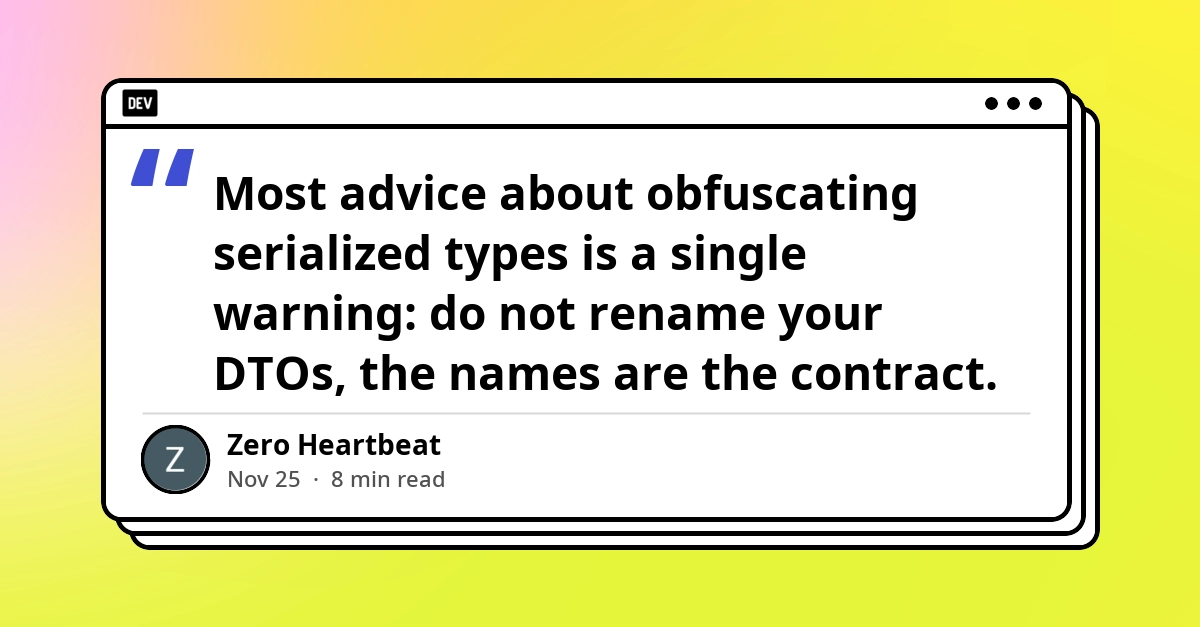 DEV
“
Most advice about obfuscating
serialized types is a single
warning: do not rename your
DTOs, the names are the contract.
Z
Zero Heartbeat
Nov 25 · 8 min read